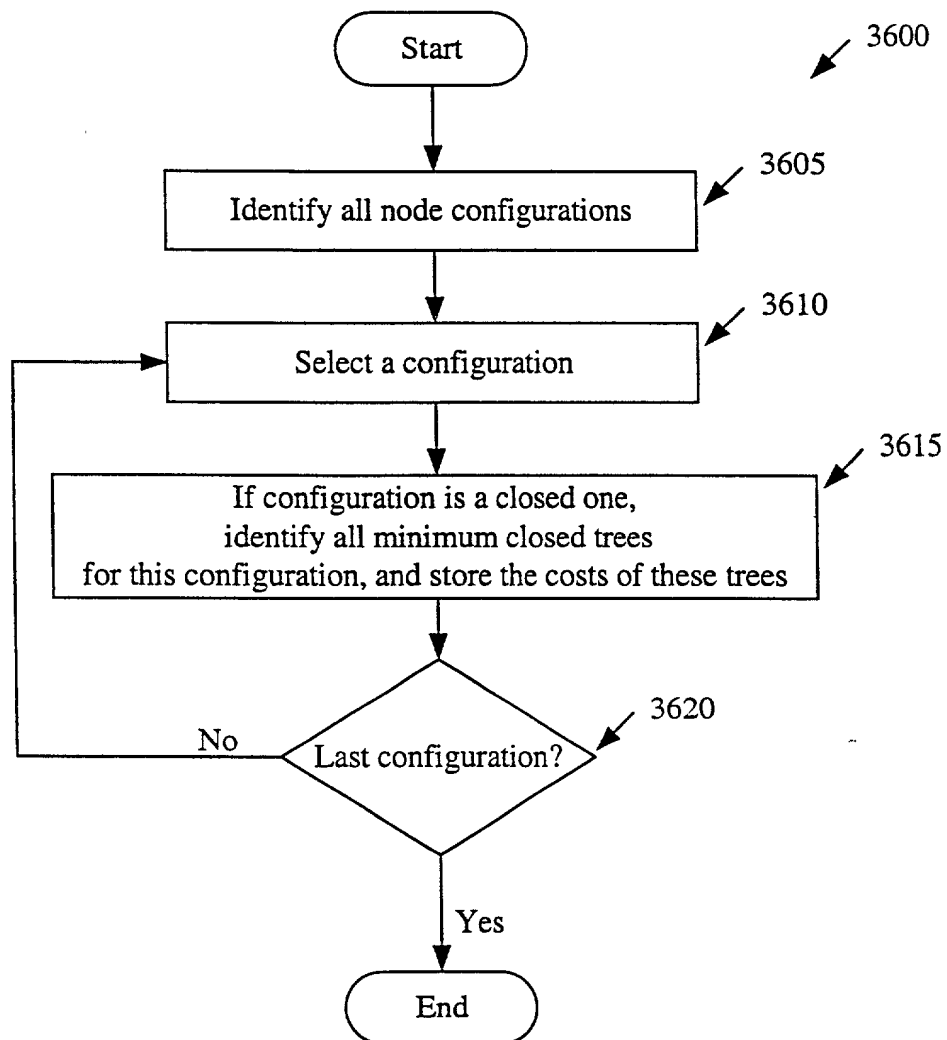 Start
3600
3605
Identify all node configurations
3610
Select a configuration
3615
If configuration is a closed one,
identify all minimum closed trees
for this configuration, and store the costs of these trees
3620
No
Last configuration?
Yes
End